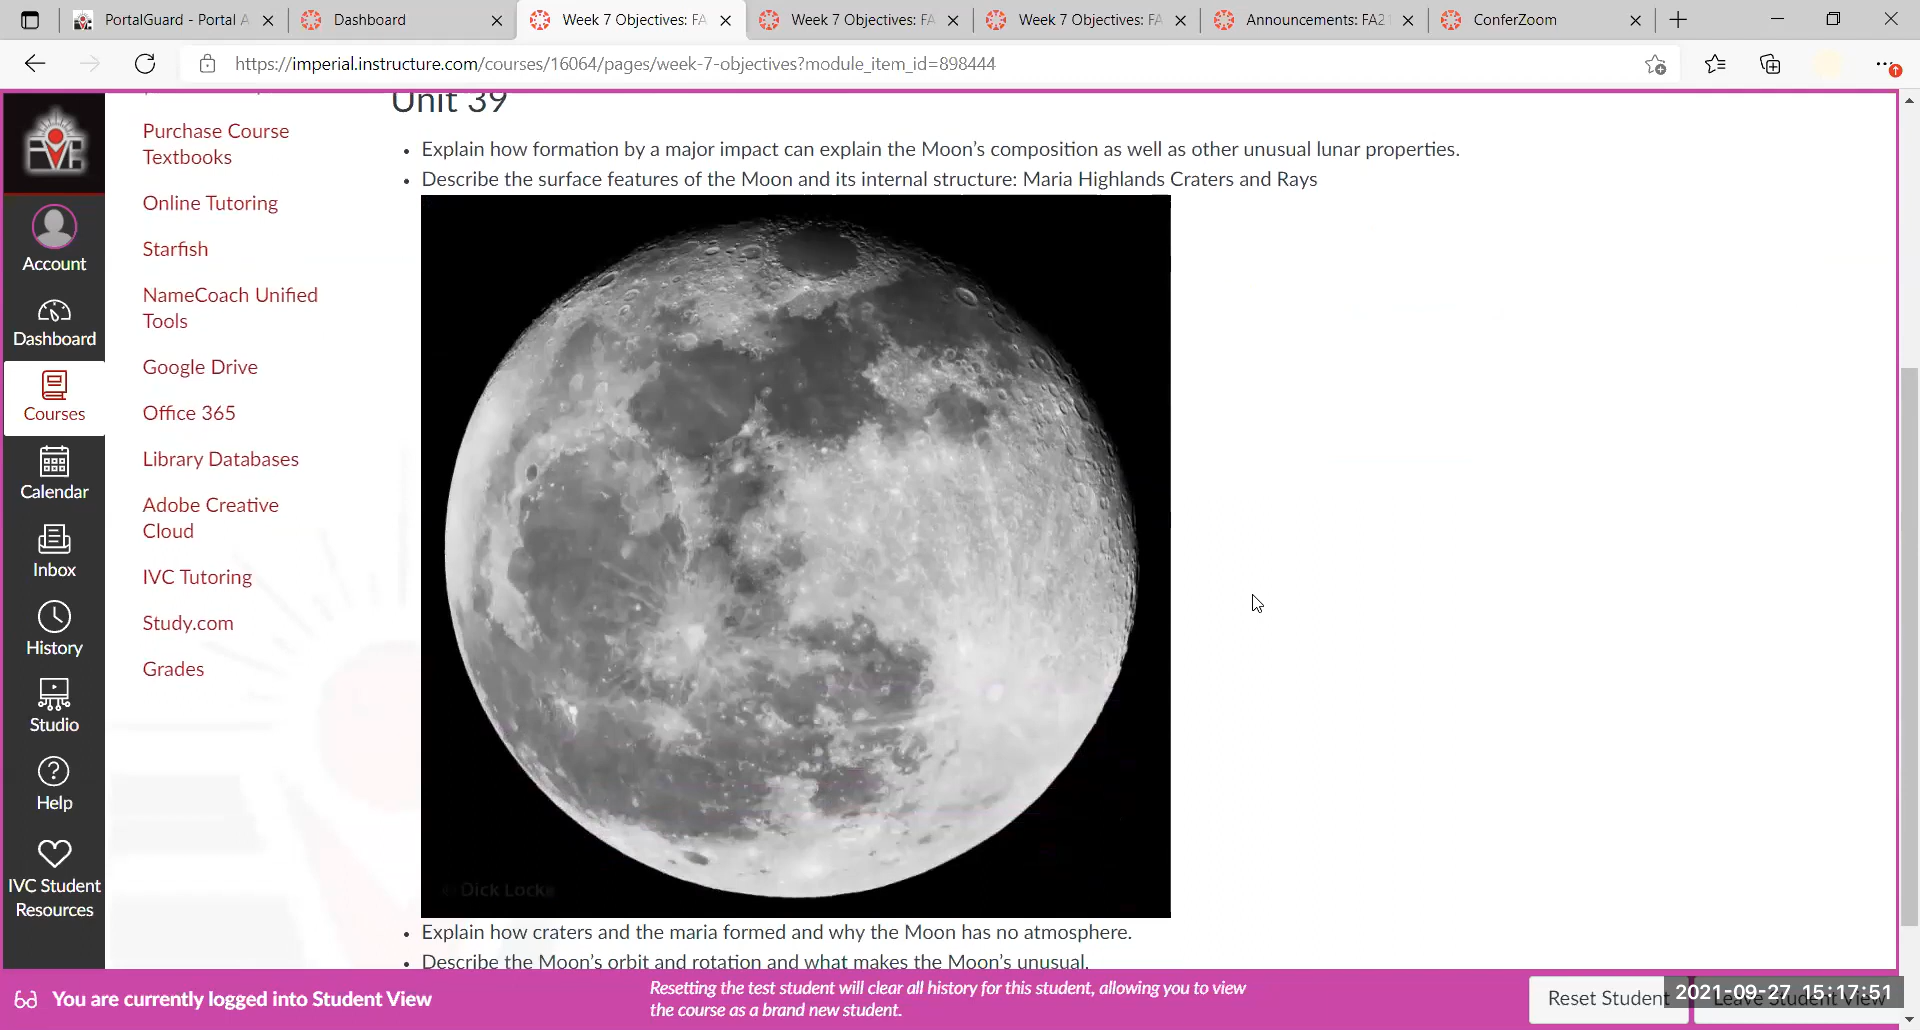 PortalGuard - Portal A
Dashboard
Week 7 Objectives: FA
Week 7 Objectives: FA
Week 7 Objectives: FA
Announcements: FA21
ConferZoom
https://imperial.instructure.com/courses/16064/pages/week-7-objectives?module_item_id=898444
Account
Dashboard
Courses
Calendar
Inbox
History
Studio
Help
IVC Student
Resources
Purchase Course
Textbooks
Online Tutoring
Starfish
NameCoach Unified
Tools
Google Drive
Office 365
Library Databases
Adobe Creative
Cloud
IVC Tutoring
Study.com
Grades
Unit 39
• Explain how formation by a major impact can explain the Moon’s composition as well as other unusual lunar properties.
• Describe the surface features of the Moon and its internal structure: Maria Highlands Craters and Rays
Dick Locke
• Explain how craters and the maria formed and why the Moon has no atmosphere.
• Describe the Moon’s orbit and rotation and what makes the Moon’s unusual.
You are currently logged into Student View
Resetting the test student will clear all history for this student, allowing you to view
the course as a brand new student.
Reset Student
Leave Student View
2021-09-27 15:17:51